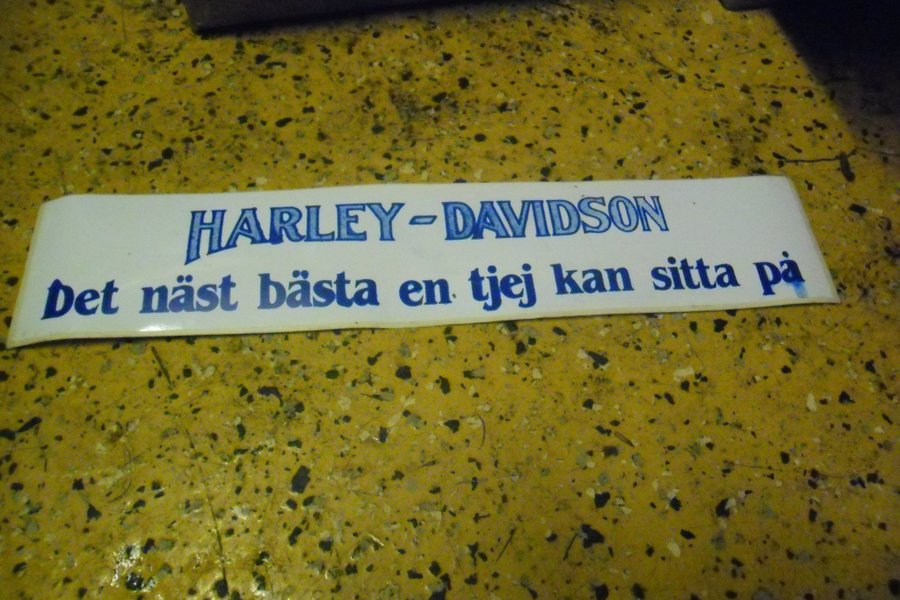 HARLEY-DAVIDSON
Det näst bästa en tjej kan sitta på